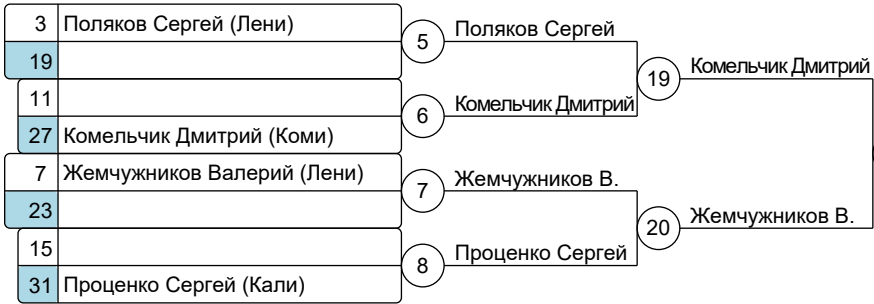 3 Поляков Сергей (Лени)
19
5
Поляков Сергей
11
27 Комельчик Дмитрий (Коми)
6
Комельчик Дмитрий
19
Комельчик Дмитрий
7 Жемчужников Валерий (Лени)
23
7
Жемчужников В.
15
31 Проценко Сергей (Кали)
8
Проценко Сергей
20
Жемчужников В.